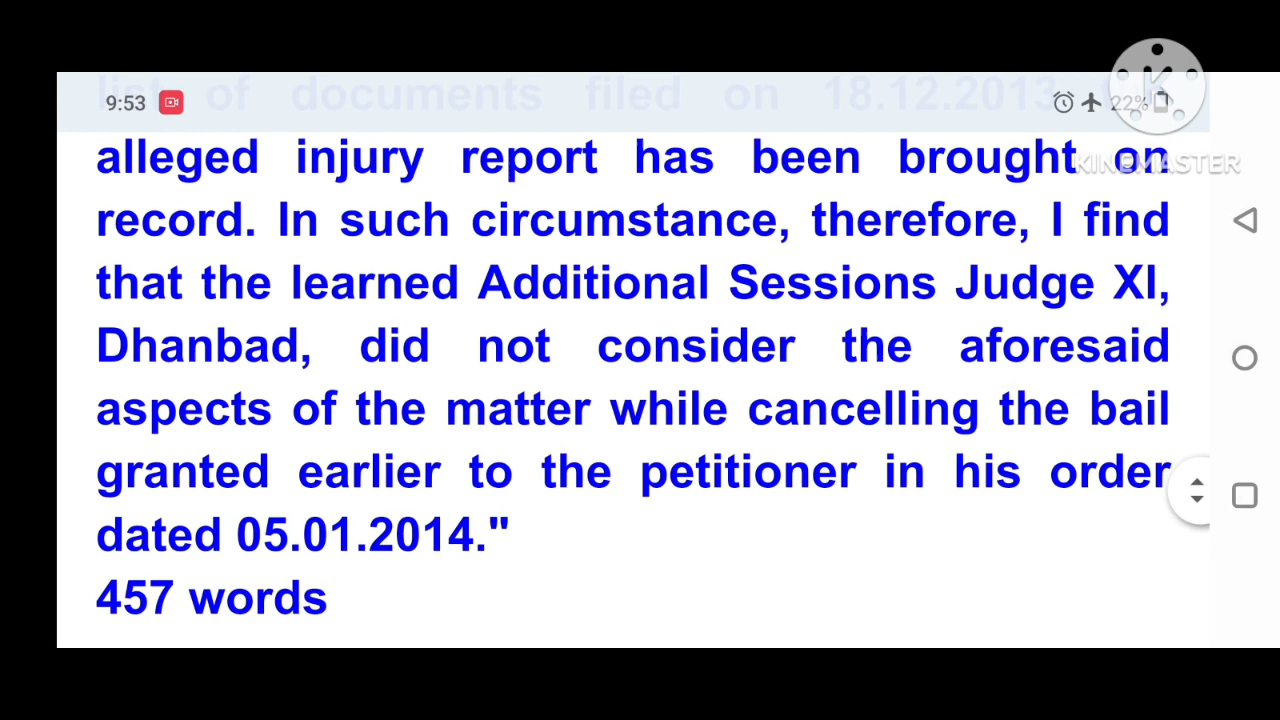 list of documents filed on 18.12.2013
9:53
22%
K
KINEMASTER
alleged injury report has been brought on
record. In such circumstance, therefore, I find
that the learned Additional Sessions Judge XI,
Dhanbad, did not consider the aforesaid
aspects of the matter while cancelling the bail
granted earlier to the petitioner in his order
dated 05.01.2014."
457 words